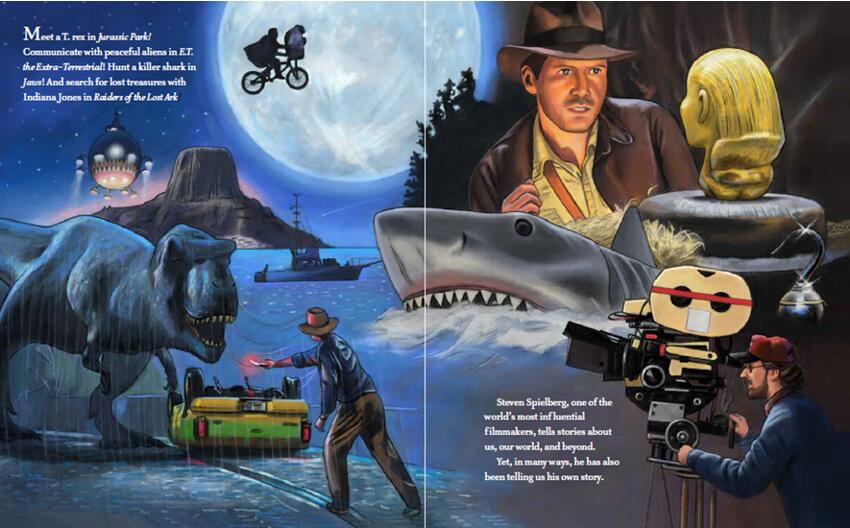 Meet a T. rex in Jurassic Park!
Communicate with peaceful aliens in E.T.
the Extra-Terrestrial! Hunt a killer shark in
Jaws! And search for lost treasures with
Indiana Jones in Raiders of the Lost Ark
Steven Spielberg, one of the
world's most influential
filmmakers, tells stories about
us, our world, and beyond.
Yet, in many ways, he has also
been telling us his own story.